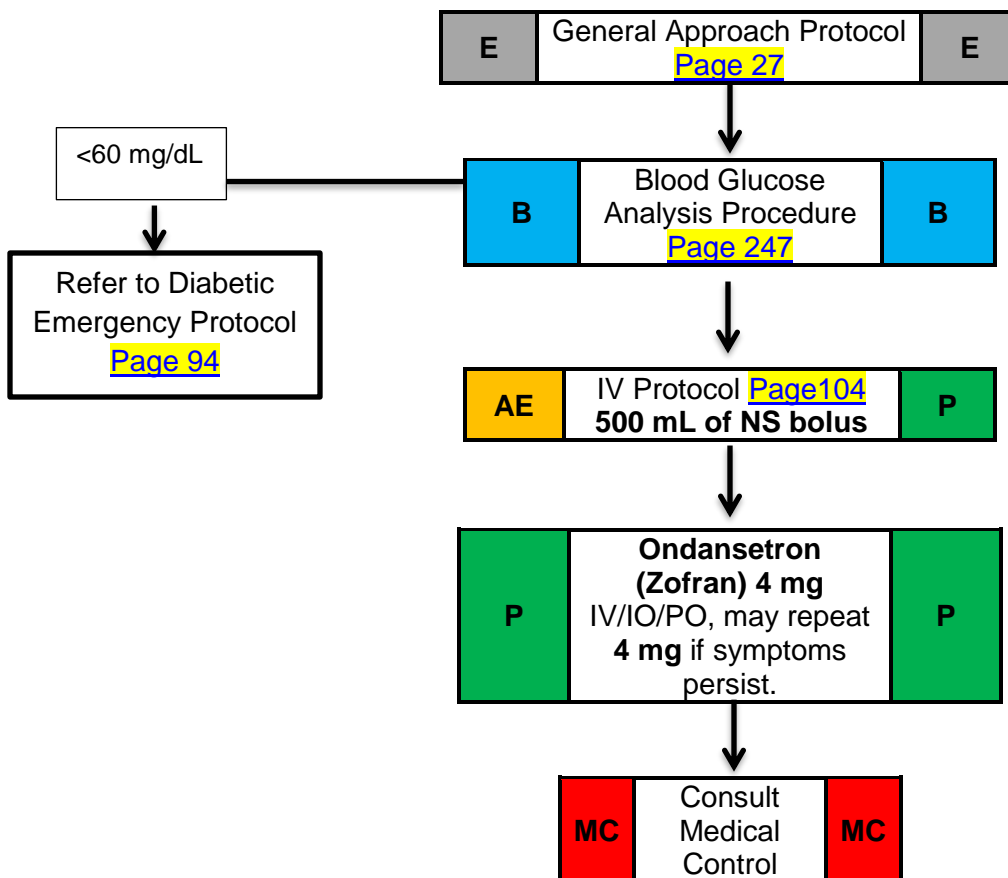 E
General Approach Protocol
Page 27
E
<60 mg/dL
B
Blood Glucose
Analysis Procedure
Page 247
B
Refer to Diabetic
Emergency Protocol
Page 94
AE
IV Protocol Page104
500 mL of NS bolus
P
P
Ondansetron
(Zofran) 4 mg
IV/IO/PO, may repeat
4 mg if symptoms
persist.
P
MC
Consult
Medical
Control
MC